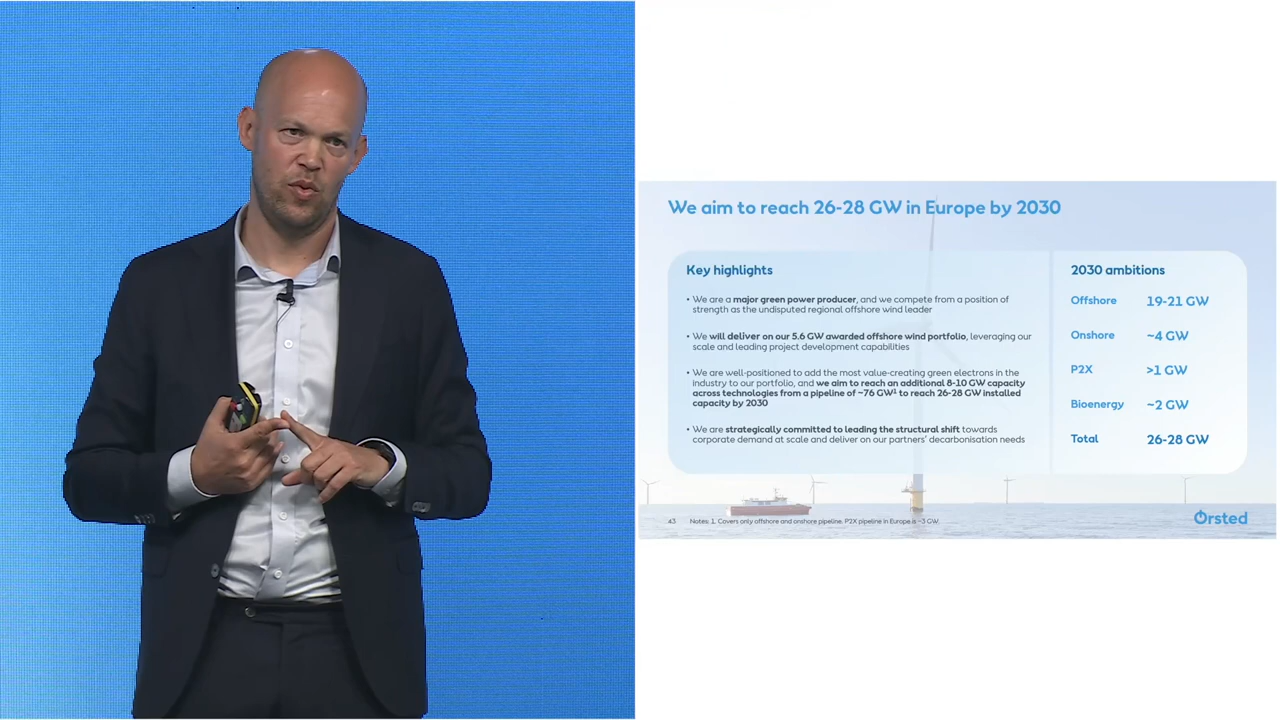 We aim to reach 26-28 GW in Europe by 2030
Key highlights
• We are a major green power producer, and we compete from a position of
strength as the undisputed regional offshore wind leader
• We will deliver on our 5.6 GW awarded offshore wind portfolio, leveraging our
scale and leading project development capabilities
• We are well-positioned to add the most value-creating green electrons in the
industry to our portfolio, and we aim to reach an additional 8-10 GW capacity
across technologies from a pipeline of ~76 GW¹ to reach 26-28 GW installed
capacity by 2030
• We are strategically committed to leading the structural shift towards
corporate demand at scale and deliver on our partners' decarbonisation needs
2030 ambitions
Offshore 19-21 GW
Onshore ~4 GW
P2X >1 GW
Bioenergy ~2 GW
Total 26-28 GW
43 Notes: 1. Covers only offshore and onshore pipeline. P2X pipeline in Europe is ~3 GW.
Ørsted